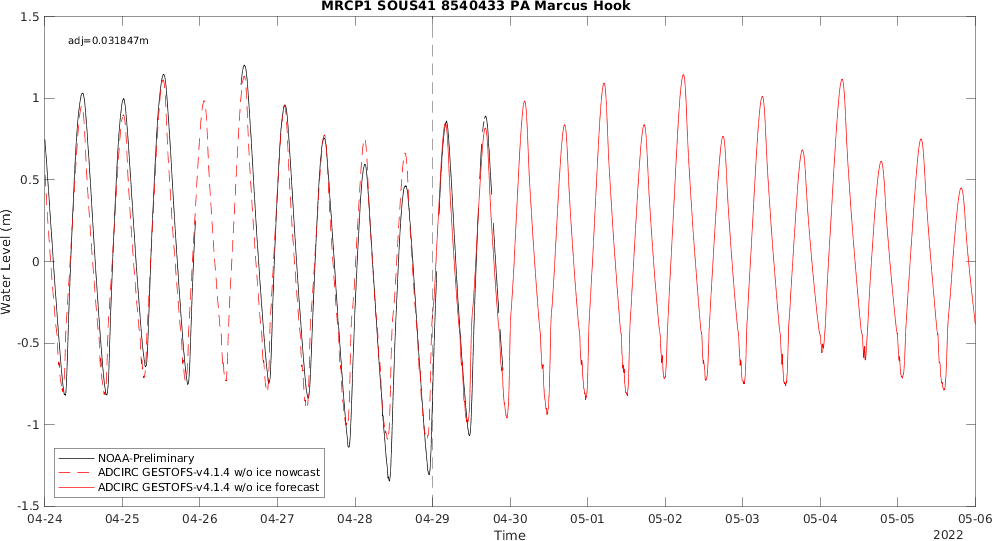 MRCP1 SOUS41 8540433 PA Marcus Hook
adj=0.031847m
1.5
1
0.5
0
-0.5
-1
-1.5
Water Level (m)
NOAA-Preliminary
ADCIRC GESTOFS-v4.1.4 w/o ice nowcast
ADCIRC GESTOFS-v4.1.4 w/o ice forecast
04-24 04-25 04-26 04-27 04-28 04-29 04-30 05-01 05-02 05-03 05-04 05-05 05-06
Time
2022